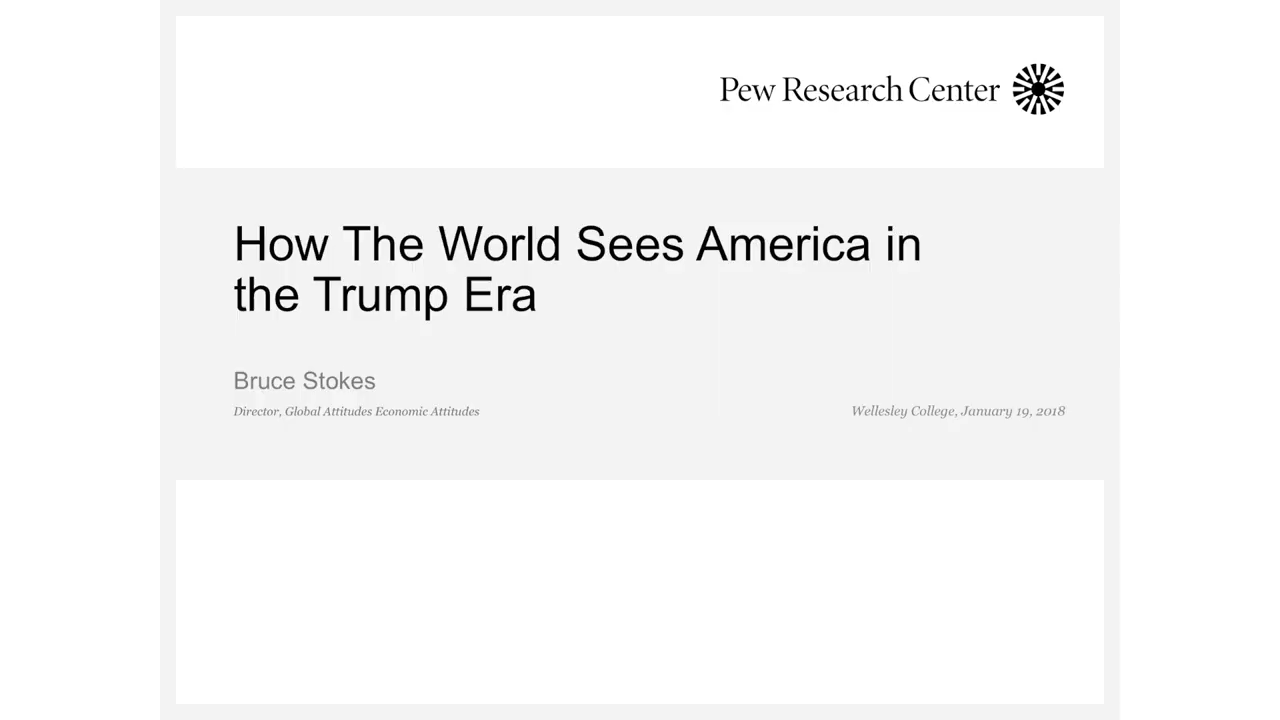 Pew Research Center
How The World Sees America in
the Trump Era
Bruce Stokes
Director, Global Attitudes Economic Attitudes
Wellesley College, January 19, 2018